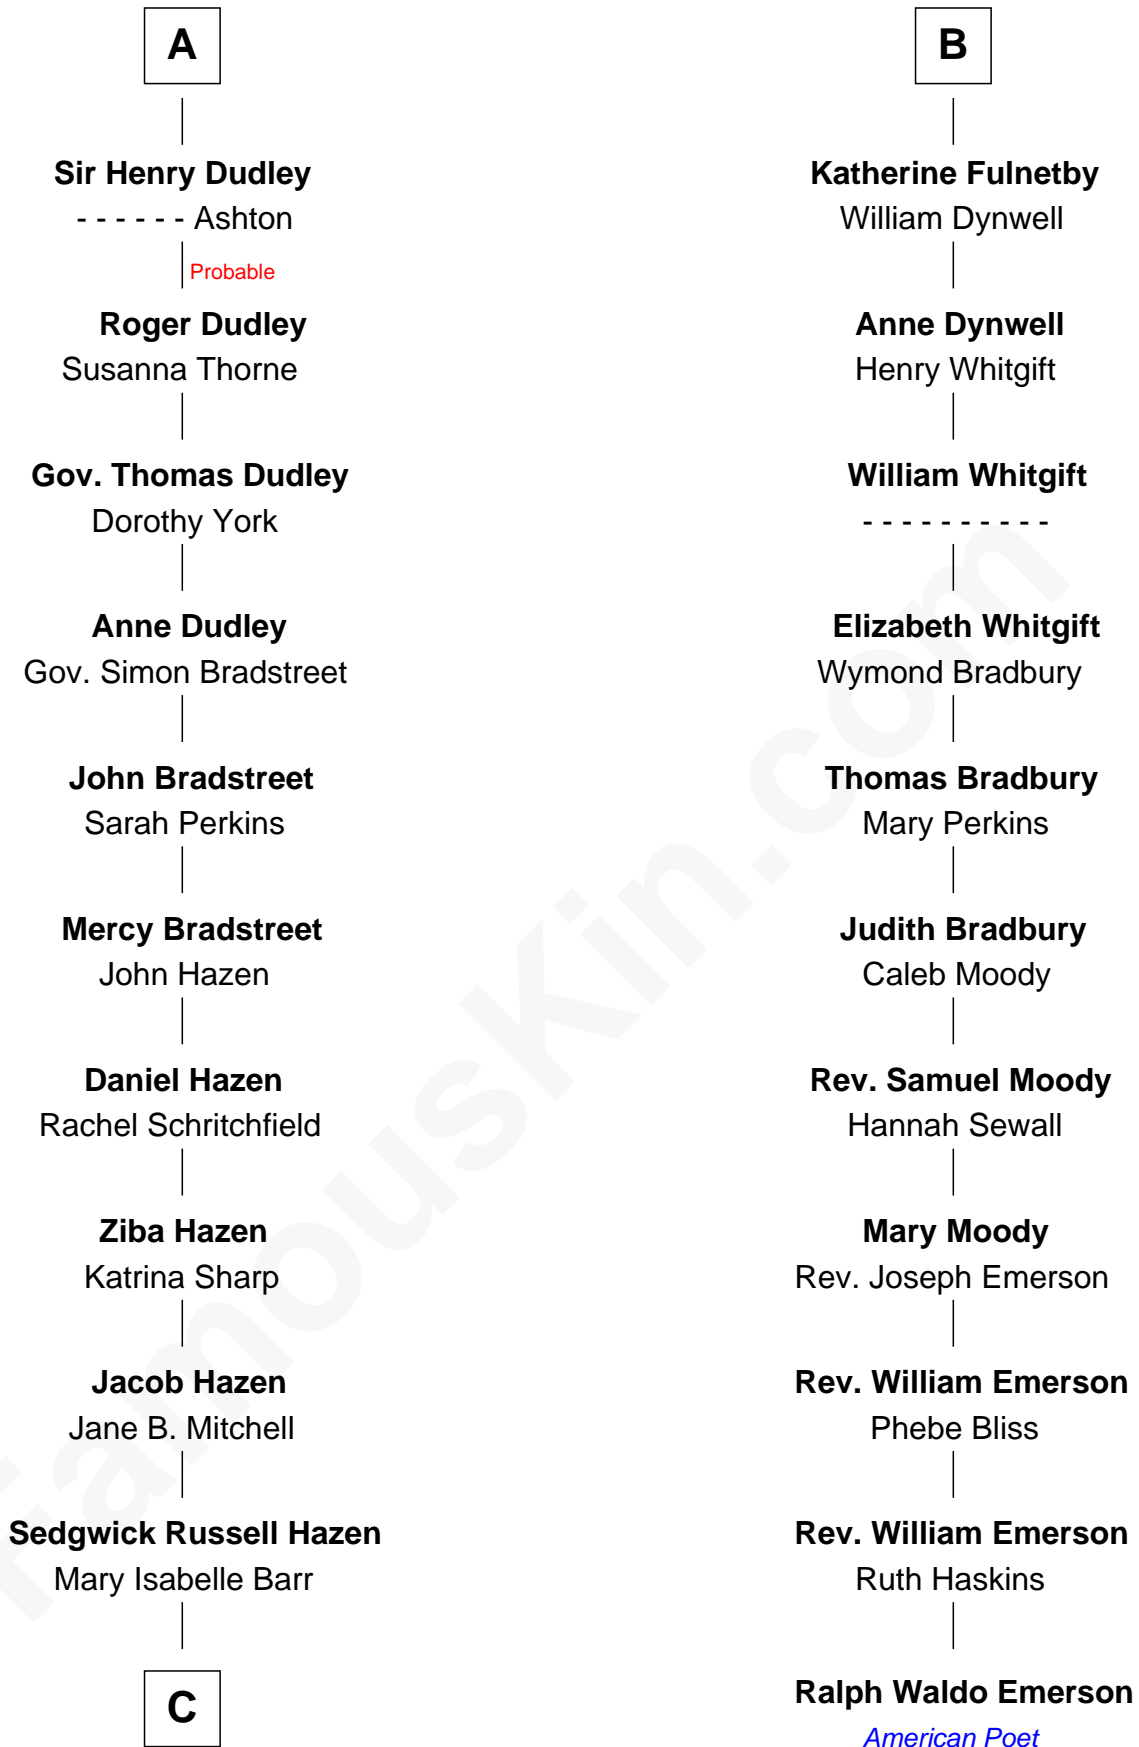 A
Sir Henry Dudley
- - - - - - Ashton
Probable
Roger Dudley
Susanna Thorne
Gov. Thomas Dudley
Dorothy York
Anne Dudley
Gov. Simon Bradstreet
John Bradstreet
Sarah Perkins
Mercy Bradstreet
John Hazen
Daniel Hazen
Rachel Schritchfield
Ziba Hazen
Katrina Sharp
Jacob Hazen
Jane B. Mitchell
Sedgwick Russell Hazen
Mary Isabelle Barr
C
B
Katherine Fulnetby
William Dynwell
Anne Dynwell
Henry Whitgift
William Whitgift
- - - - - - - - - -
Elizabeth Whitgift
Wymond Bradbury
Thomas Bradbury
Mary Perkins
Judith Bradbury
Caleb Moody
Rev. Samuel Moody
Hannah Sewall
Mary Moody
Rev. Joseph Emerson
Rev. William Emerson
Phebe Bliss
Rev. William Emerson
Ruth Haskins
Ralph Waldo Emerson
American Poet
FamousKin.com